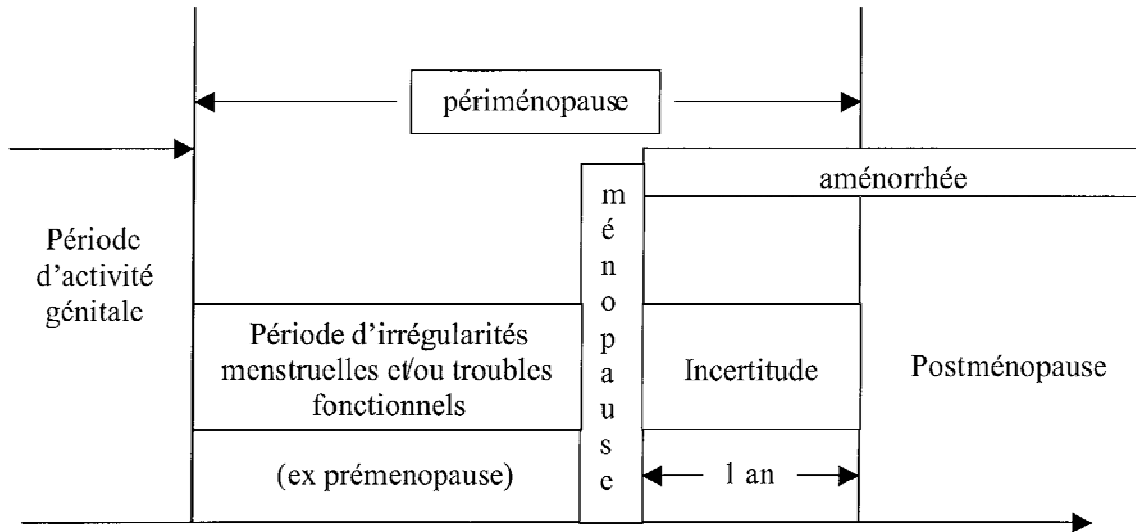 périménopause
aménorrhée
ménopause
Période
d'activité
génitale
Période d'irrégularités
menstruelles et/ou troubles
fonctionnels
Incertitude
Postménopause
(ex prémenopause)
1 an